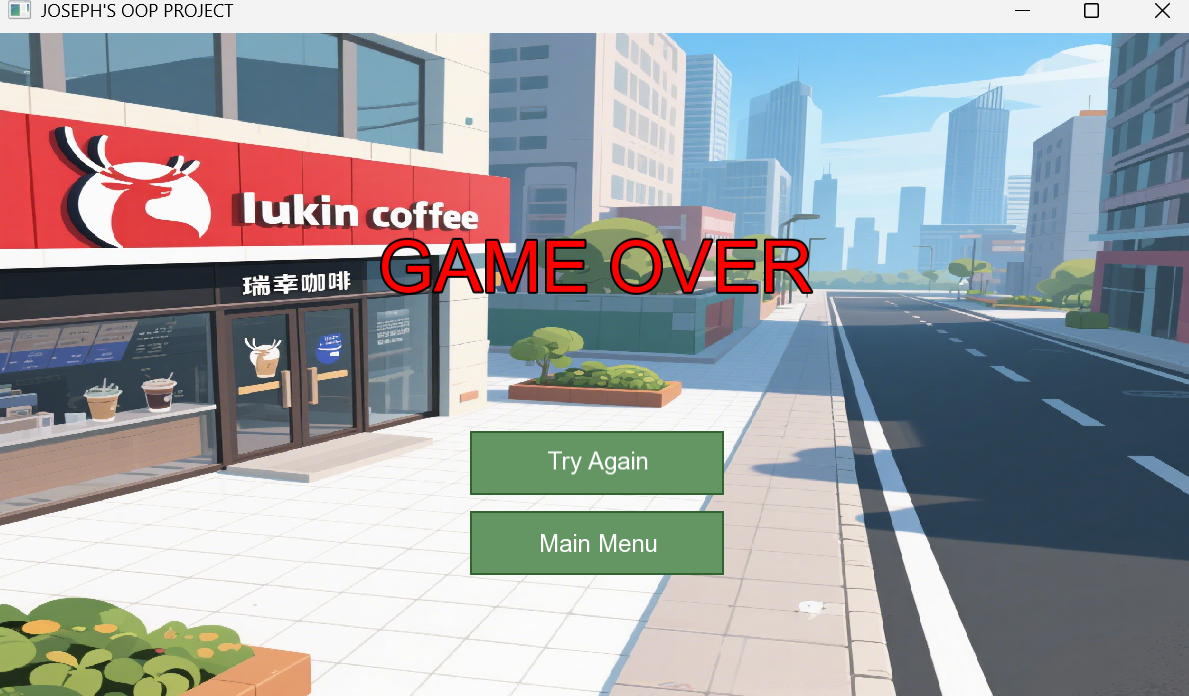 JOSEPH'S OOP PROJECT
lukin coffee
瑞幸咖啡
GAME OVER
Try Again
Main Menu